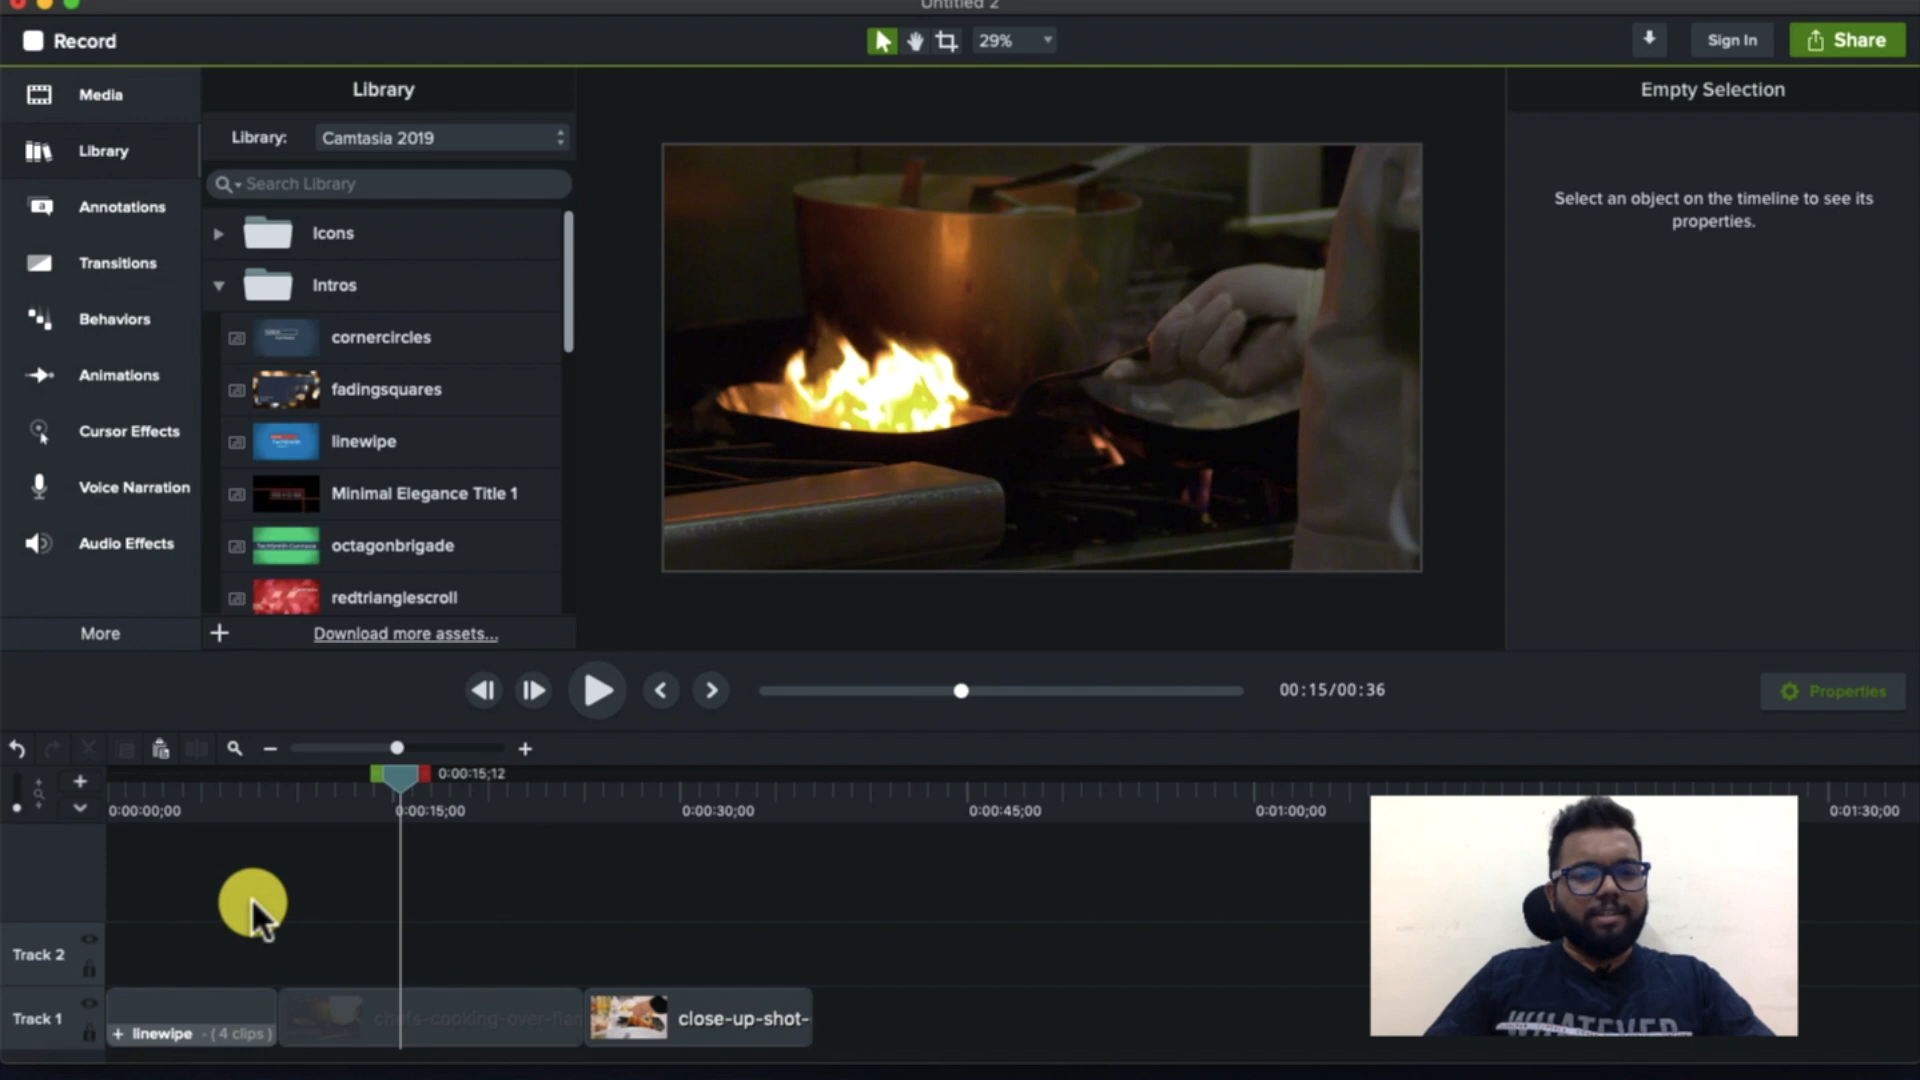 Untitled 2
Record
29%
Sign In
Share
Media
Library
Annotations
Transitions
Behaviors
Animations
Cursor Effects
Voice Narration
Audio Effects
More
Library
Library:
Camtasia 2019
Search Library
Icons
Intros
cornercircles
fadingsquares
linewipe
Minimal Elegance Title 1
octagonbrigade
redtrianglescroll
Download more assets...
Empty Selection
Select an object on the timeline to see its
properties.
00:15/00:36
Properties
0:00:15;12
0:00:00;00
0:00:15;00
0:00:30;00
0:00:45;00
0:01:00;00
0:01:30;00
Track 2
Track 1
+ linewipe - ( 4 clips )
chefs-cooking-over-flam
close-up-shot-
WHATEVER